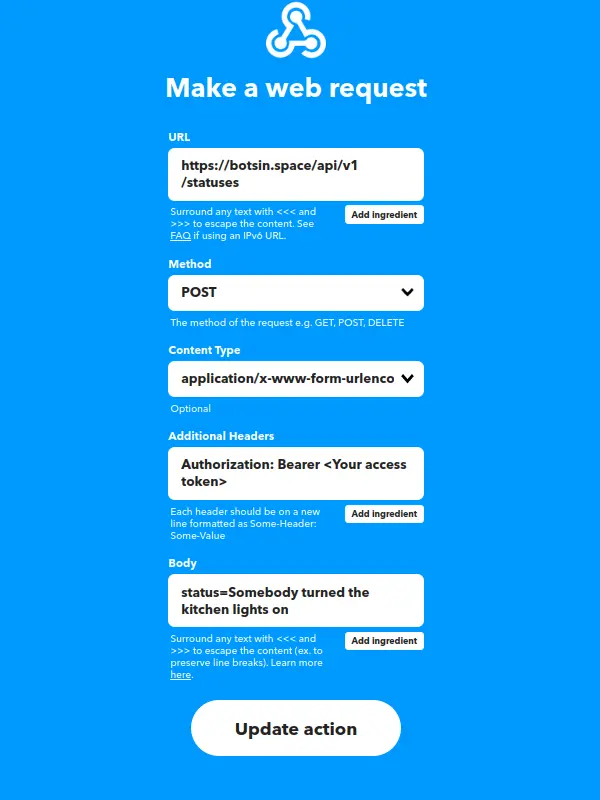 Make a web request
URL
https://botsin.space/api/v1
/statuses
Surround any text with <<< and
>>> to escape the content. See
FAQ if using an IPv6 URL.
Add ingredient
Method
POST
The method of the request e.g. GET, POST, DELETE
Content Type
application/x-www-form-urlenco
Optional
Additional Headers
Authorization: Bearer <Your access
token>
Each header should be on a new
line formatted as Some-Header:
Some-Value
Add ingredient
Body
status=Somebody turned the
kitchen lights on
Surround any text with <<< and
>>> to escape the content (ex. to
preserve line breaks). Learn more
here.
Add ingredient
Update action